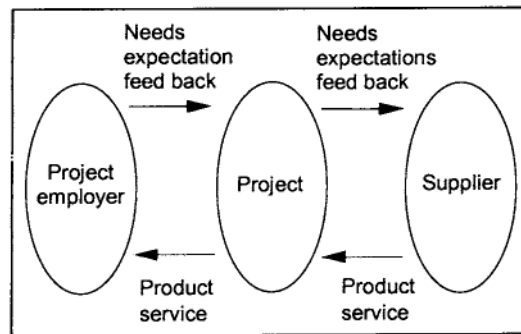 Needs
expectation
feed back
Needs
expectations
feed back
Project
employer
Project
Supplier
Product
service
Product
service